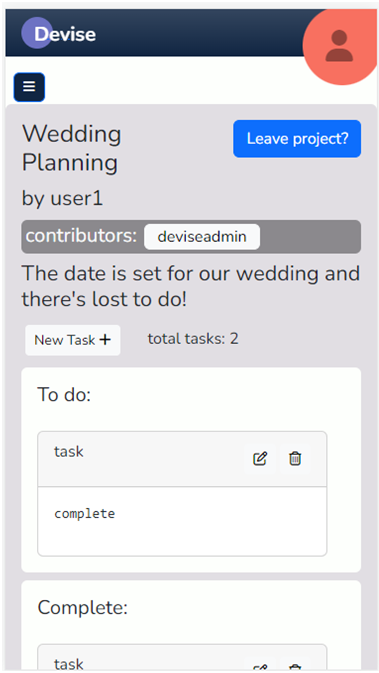 Devise
Wedding
Planning
Leave project?
by user1
contributors: deviseadmin
The date is set for our wedding and
there's lost to do!
New Task + total tasks: 2
To do:
task
complete
Complete:
task